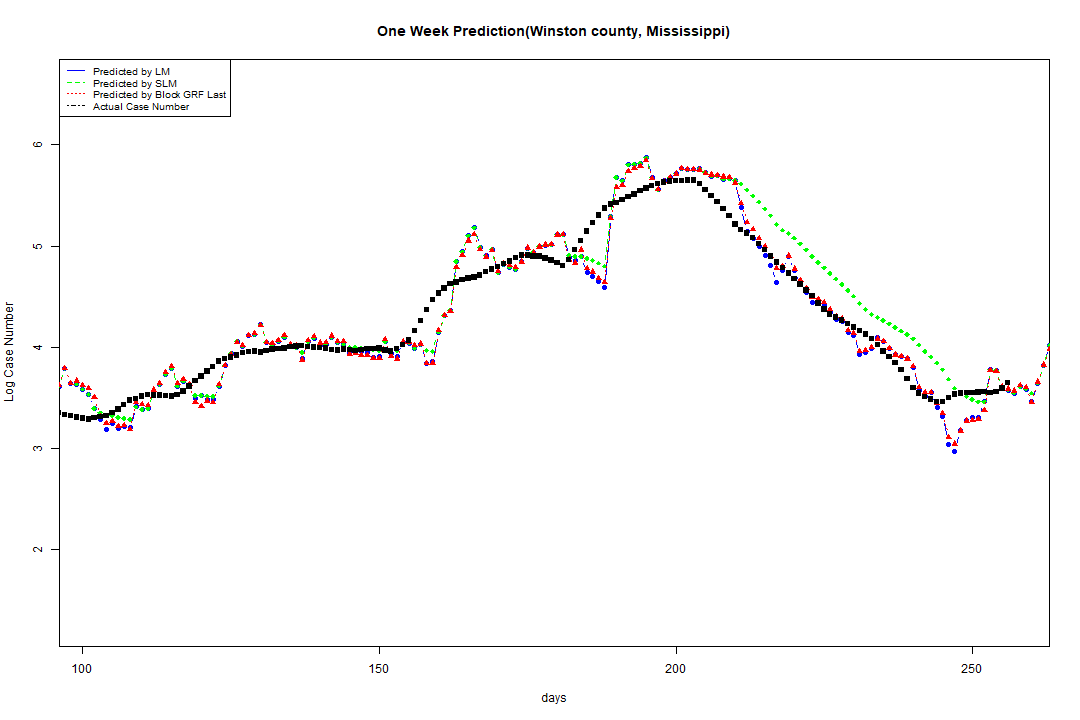 One Week Prediction(Winston county, Mississippi)
Predicted by LM
Predicted by SLM
Predicted by Block GRF Last
Actual Case Number
6
5
4
3
2
Log Case Number
100 150 200 250
days